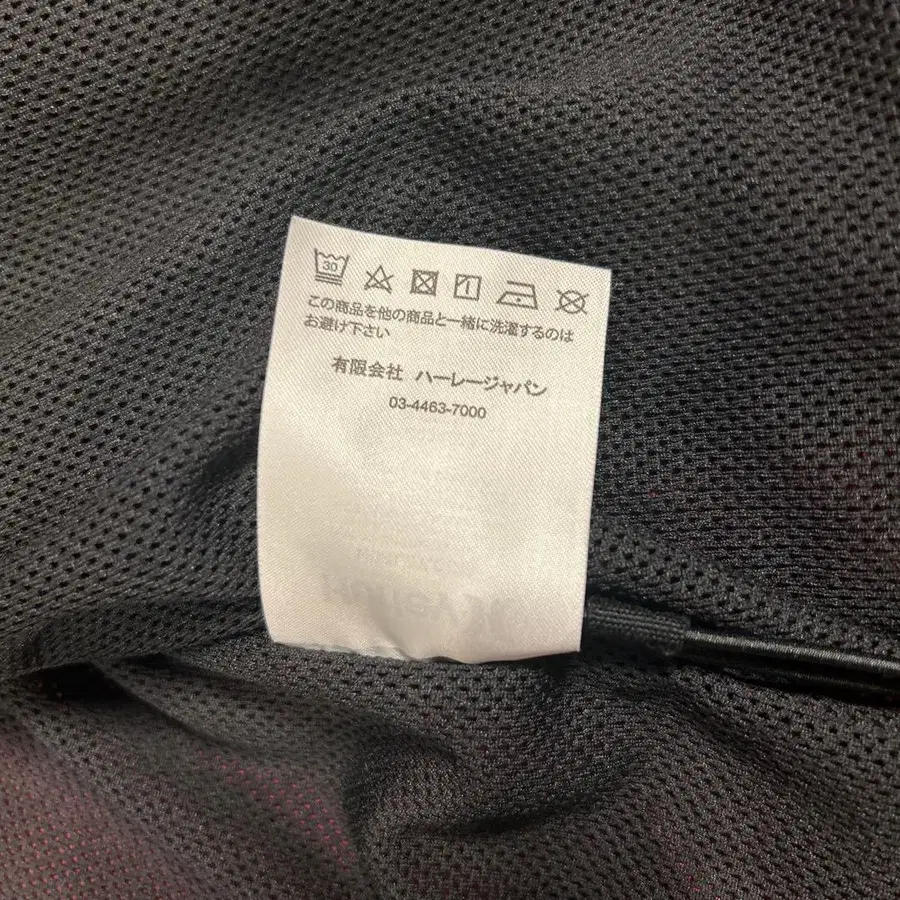 30
この商品を他の商品と一緒に洗濯するのは
お避け下さい
有限会社 ハーレージャパン
03-4463-7000